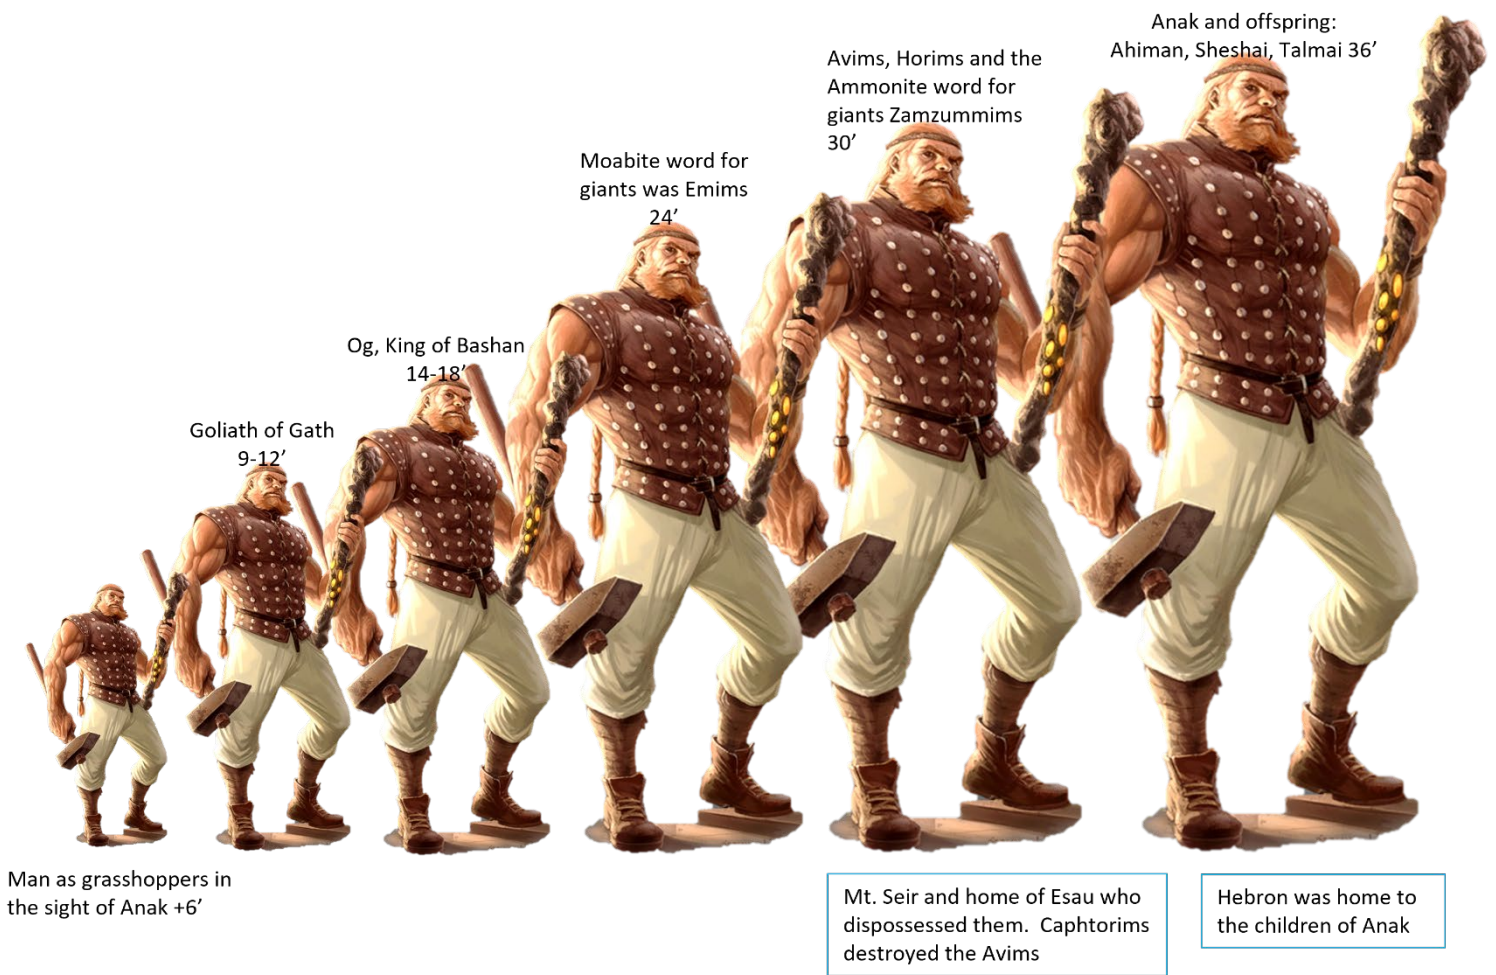 Anak and offspring:
Ahiman, Sheshai, Talmai 36’
Avims, Horims and the
Ammonite word for
giants Zamzummims
30’
Moabite word for
giants was Emims
24’
Og, King of Bashan
14-18’
Goliath of Gath
9-12’
Man as grasshoppers in
the sight of Anak +6’
Mt. Seir and home of Esau who
dispossessed them.  Caphtorims
destroyed the Avims
Hebron was home to
the children of Anak